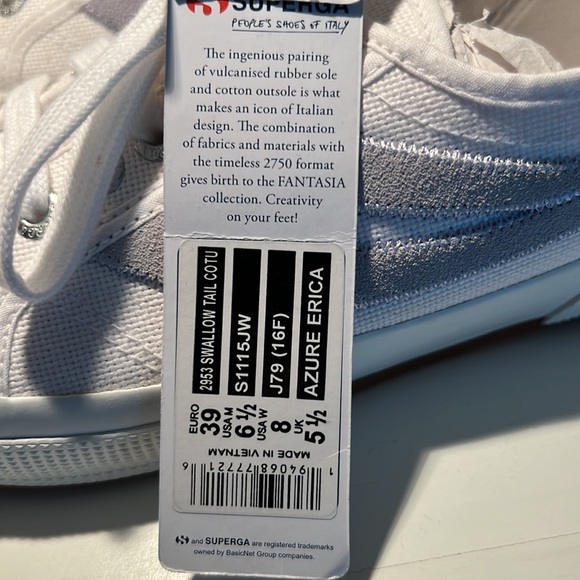 SUPERGA
PEOPLE'S SHOES OF ITALY
The ingenious pairing
of vulcanised rubber sole
and cotton outsole is what
makes an icon of Italian
design. The combination
of fabrics and materials with
the timeless 2750 format
gives birth to the FANTASIA
collection. Creativity
on your feet!
2953 SWALLOW TAIL COTU
S1115JW
J79 (16F)
AZURE ERICA
EURO 39
USA M 6 1/2
USA W 8
UK 5 1/2
MADE IN VIETNAM
1 94068 77721 6
and SUPERGA are registered trademarks
owned by BasicNet Group companies.